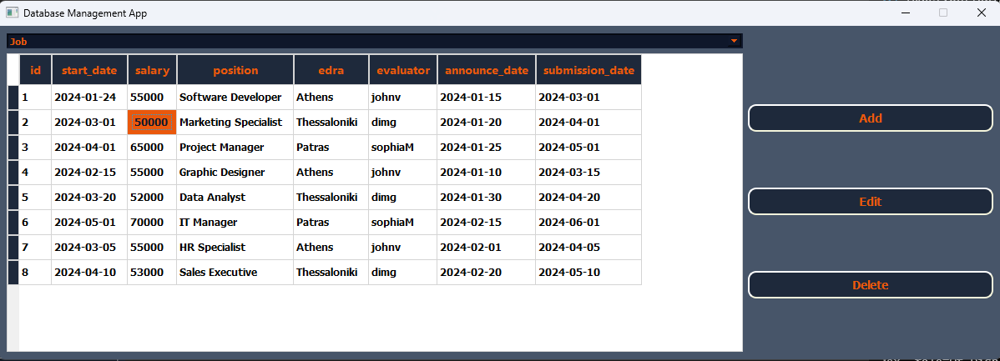 Database Management App
Job
id start_date salary position edra evaluator announce_date submission_date
1 2024-01-24 55000 Software Developer Athens johnv 2024-01-15 2024-03-01
2 2024-03-01 50000 Marketing Specialist Thessaloniki dimg 2024-01-20 2024-04-01
3 2024-04-01 65000 Project Manager Patras sophiaM 2024-01-25 2024-05-01
4 2024-02-15 55000 Graphic Designer Athens johnv 2024-01-10 2024-03-15
5 2024-03-20 52000 Data Analyst Thessaloniki dimg 2024-01-30 2024-04-20
6 2024-05-01 70000 IT Manager Patras sophiaM 2024-02-15 2024-06-01
7 2024-03-05 55000 HR Specialist Athens johnv 2024-02-01 2024-04-05
8 2024-04-10 53000 Sales Executive Thessaloniki dimg 2024-02-20 2024-05-10
Add
Edit
Delete